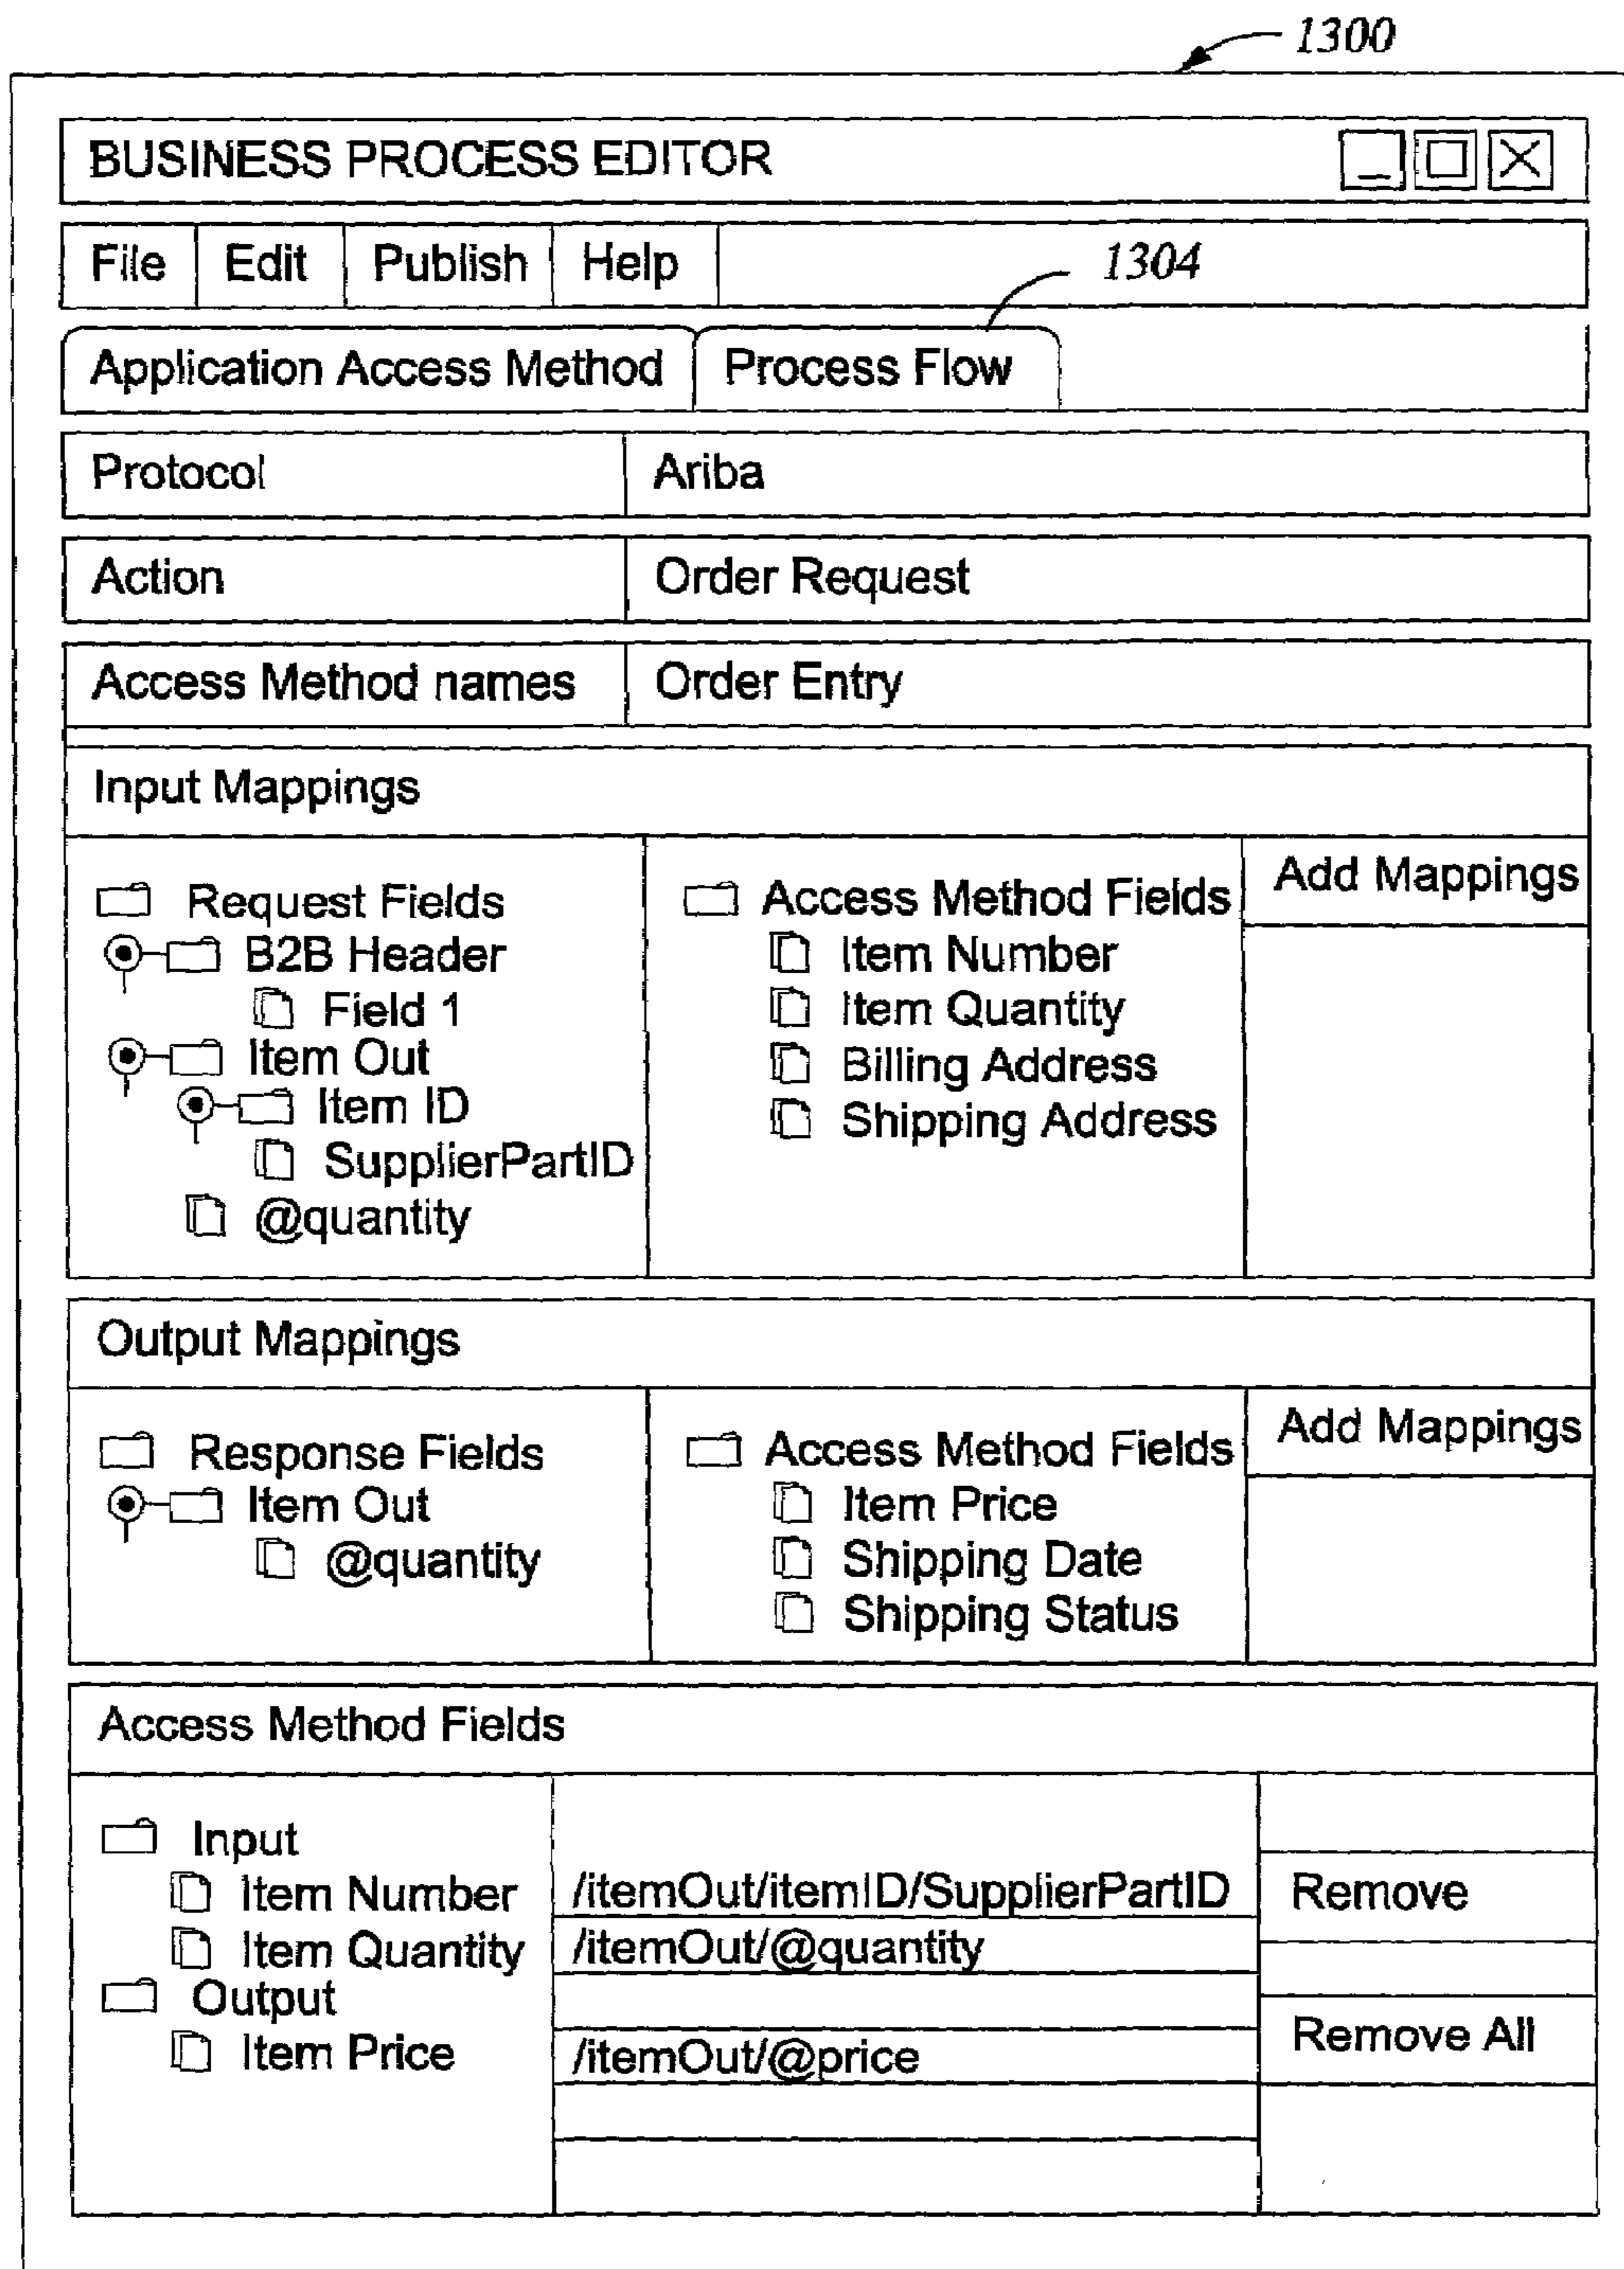 1300
BUSINESS PROCESS EDITOR
File Edit Publish Help
1304
Application Access Method Process Flow
Protocol Ariba
Action Order Request
Access Method names Order Entry
Input Mappings
Request Fields Access Method Fields Add Mappings
B2B Header Item Number
Field 1 Item Quantity
Item Out Billing Address
Item ID Shipping Address
SupplierPartID
@quantity
Output Mappings
Response Fields Access Method Fields Add Mappings
Item Out Item Price
@quantity Shipping Date
Shipping Status
Access Method Fields
Input
Item Number /itemOut/itemID/SupplierPartID Remove
Item Quantity /itemOut/@quantity
Output
Item Price /itemOut/@price Remove All